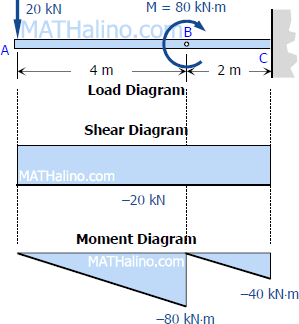 20 kN
M = 80 kN·m
MATHalino.com
A
B
C
4 m
2 m
Load Diagram
Shear Diagram
MATHalino.com
−20 kN
Moment Diagram
MATHalino.com
−40 kN·m
−80 kN·m